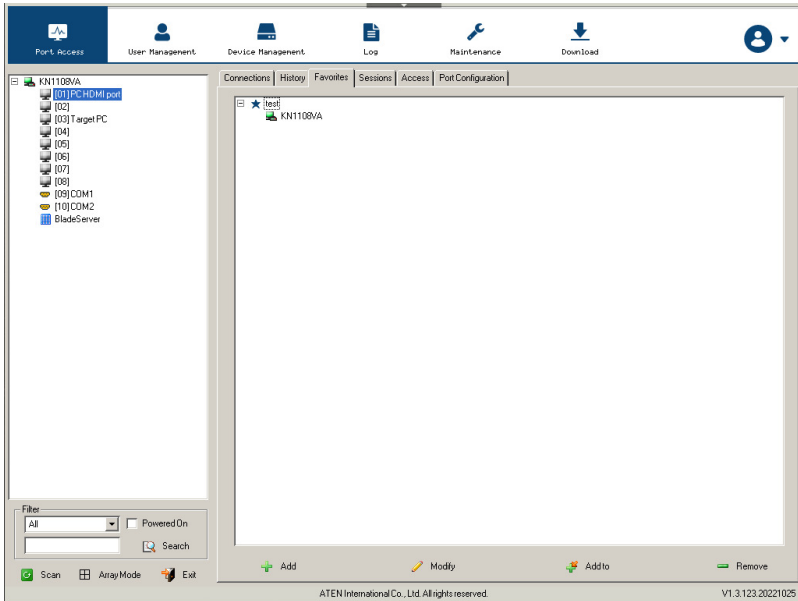 Port Access User Management Device Management Log Maintenance Download
KN1108VA
[01]PC HDMI port
[02]
[03]Target PC
[04]
[05]
[06]
[07]
[08]
[09]COM1
[10]COM2
BladeServer
Connections History Favorites Sessions Access Port Configuration
test
KN1108VA
Filter
All Powered On
Search
Scan Array Mode Exit
Add Modify Add to Remove
ATEN International Co., Ltd. All rights reserved. V1.3.123.20221025